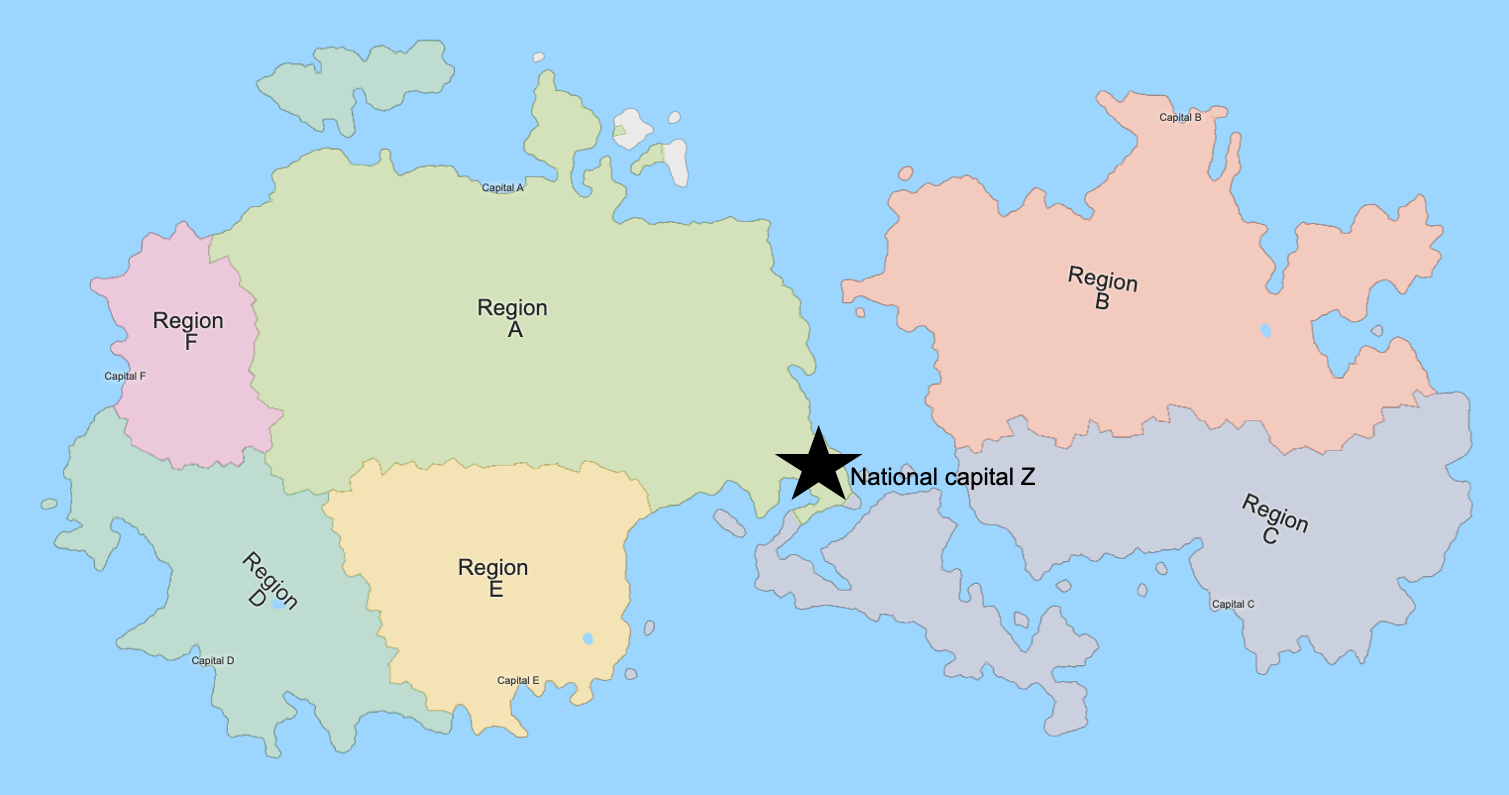 Capital B
Capital A
Region
B
Region
A
Region
F
Capital F
National capital Z
Region
C
Region
E
Region
D
Capital C
Capital D
Capital E